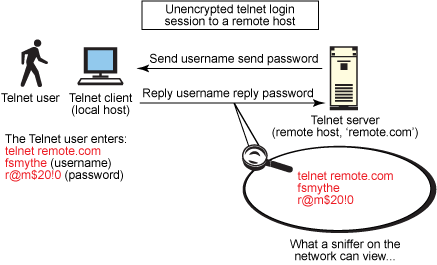 Unencrypted telnet login
session to a remote host
Send username send password
Reply username reply password
Telnet user
Telnet client
(local host)
Telnet server
(remote host, ‘remote.com’)
The Telnet user enters:
telnet remote.com
fsmythe (username)
r@m$20!0 (password)
telnet remote.com
fsmythe
r@m$20!0
What a sniffer on the
network can view...